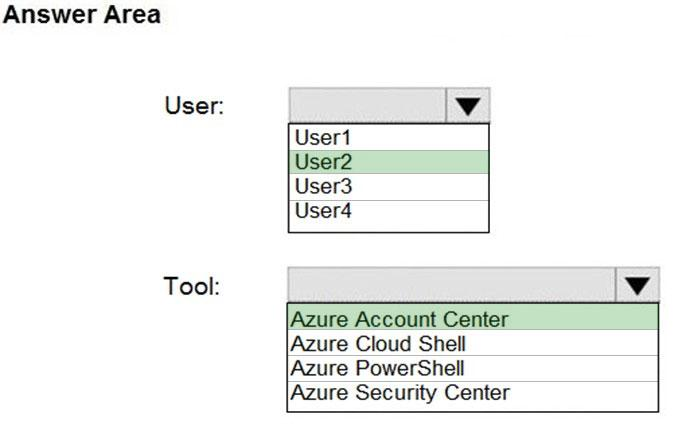 Answer Area
User:
User1
User2
User3
User4
Tool:
Azure Account Center
Azure Cloud Shell
Azure PowerShell
Azure Security Center